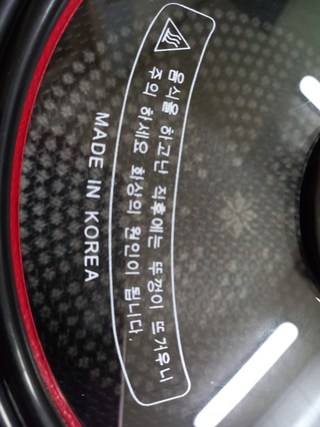 음식을 하고난 직후에는 뚜껑이 뜨거우니
주의 하세요 화상의 원인이 됩니다.
MADE IN KOREA